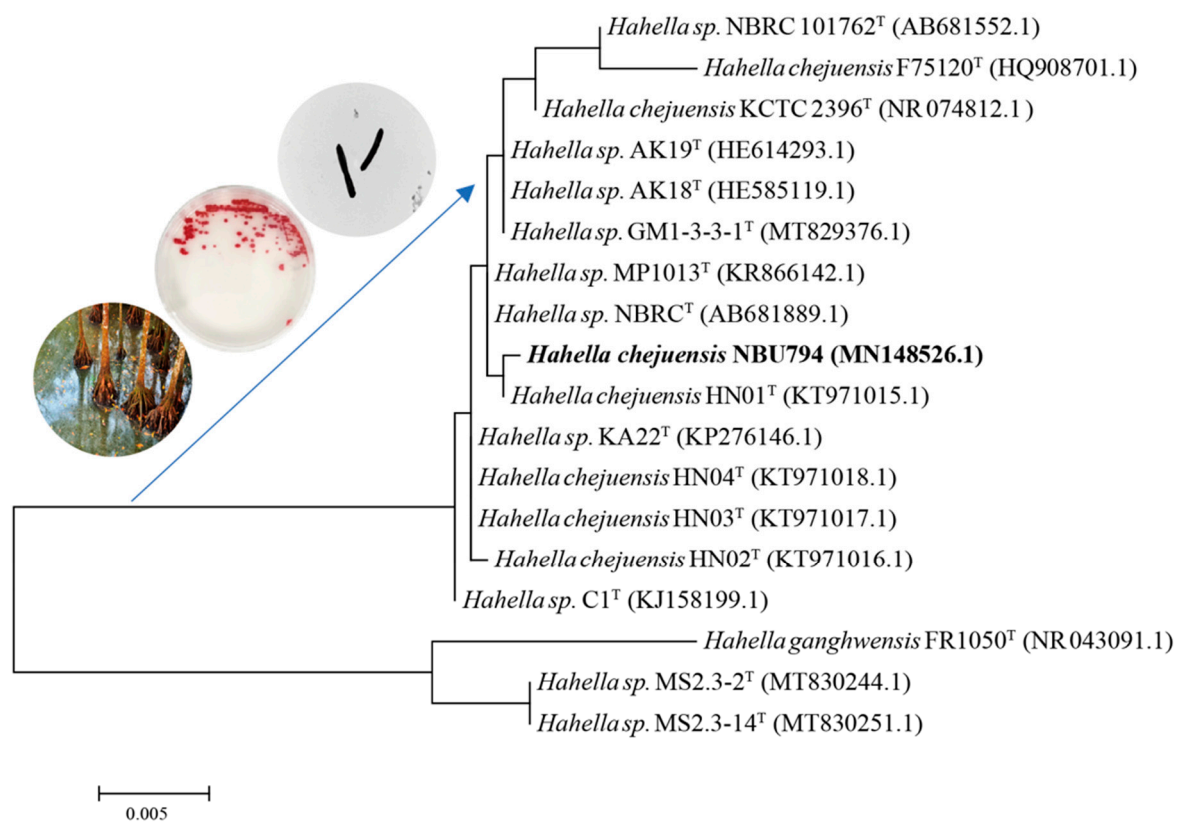 Hahella sp. NBRC 101762ᵀ (AB681552.1)
Hahella chejuensis F75120ᵀ (HQ908701.1)
Hahella chejuensis KCTC 2396ᵀ (NR 074812.1)
Hahella sp. AK19ᵀ (HE614293.1)
Hahella sp. AK18ᵀ (HE585119.1)
Hahella sp. GM1-3-3-1ᵀ (MT829376.1)
Hahella sp. MP1013ᵀ (KR866142.1)
Hahella sp. NBRCᵀ (AB681889.1)
Hahella chejuensis NBU794 (MN148526.1)
Hahella chejuensis HN01ᵀ (KT971015.1)
Hahella sp. KA22ᵀ (KP276146.1)
Hahella chejuensis HN04ᵀ (KT971018.1)
Hahella chejuensis HN03ᵀ (KT971017.1)
Hahella chejuensis HN02ᵀ (KT971016.1)
Hahella sp. C1ᵀ (KJ158199.1)
Hahella ganghwensis FR1050ᵀ (NR 043091.1)
Hahella sp. MS2.3-2ᵀ (MT830244.1)
Hahella sp. MS2.3-14ᵀ (MT830251.1)
0.005